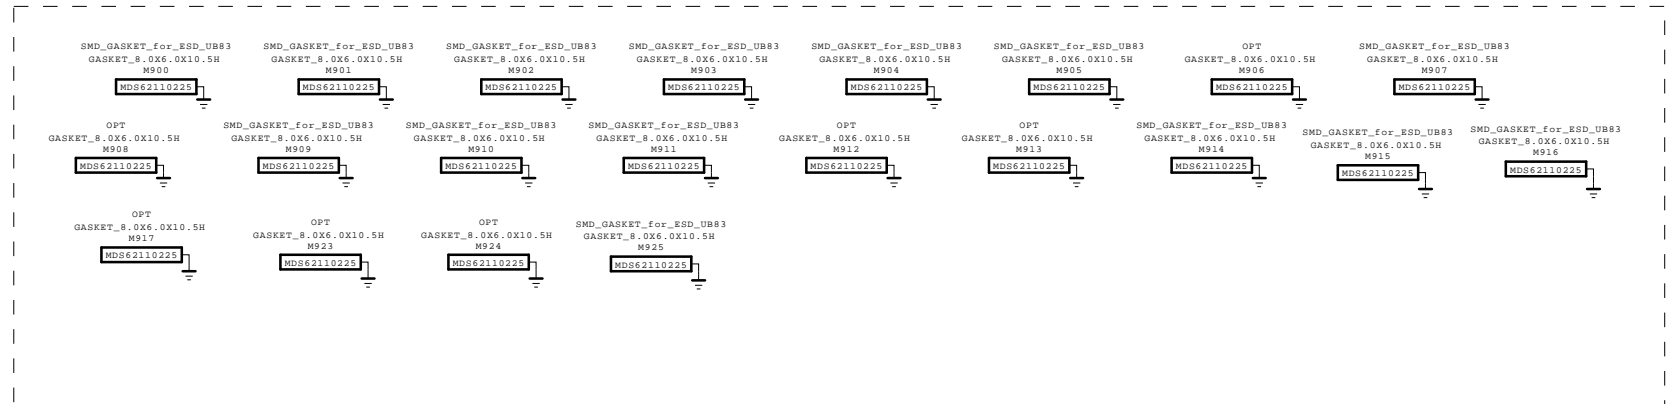 SMD_GASKET_for_ESD_UB83
GASKET_8.0X6.0X10.5H
M900
MDS62110225
SMD_GASKET_for_ESD_UB83
GASKET_8.0X6.0X10.5H
M901
MDS62110225
SMD_GASKET_for_ESD_UB83
GASKET_8.0X6.0X10.5H
M902
MDS62110225
SMD_GASKET_for_ESD_UB83
GASKET_8.0X6.0X10.5H
M903
MDS62110225
SMD_GASKET_for_ESD_UB83
GASKET_8.0X6.0X10.5H
M904
MDS62110225
SMD_GASKET_for_ESD_UB83
GASKET_8.0X6.0X10.5H
M905
MDS62110225
OPT
GASKET_8.0X6.0X10.5H
M906
MDS62110225
SMD_GASKET_for_ESD_UB83
GASKET_8.0X6.0X10.5H
M907
MDS62110225
OPT
GASKET_8.0X6.0X10.5H
M908
MDS62110225
SMD_GASKET_for_ESD_UB83
GASKET_8.0X6.0X10.5H
M909
MDS62110225
SMD_GASKET_for_ESD_UB83
GASKET_8.0X6.0X10.5H
M910
MDS62110225
SMD_GASKET_for_ESD_UB83
GASKET_8.0X6.0X10.5H
M911
MDS62110225
OPT
GASKET_8.0X6.0X10.5H
M912
MDS62110225
OPT
GASKET_8.0X6.0X10.5H
M913
MDS62110225
SMD_GASKET_for_ESD_UB83
GASKET_8.0X6.0X10.5H
M914
MDS62110225
SMD_GASKET_for_ESD_UB83
GASKET_8.0X6.0X10.5H
M915
MDS62110225
SMD_GASKET_for_ESD_UB83
GASKET_8.0X6.0X10.5H
M916
MDS62110225
OPT
GASKET_8.0X6.0X10.5H
M917
MDS62110225
OPT
GASKET_8.0X6.0X10.5H
M923
MDS62110225
OPT
GASKET_8.0X6.0X10.5H
M924
MDS62110225
SMD_GASKET_for_ESD_UB83
GASKET_8.0X6.0X10.5H
M925
MDS62110225